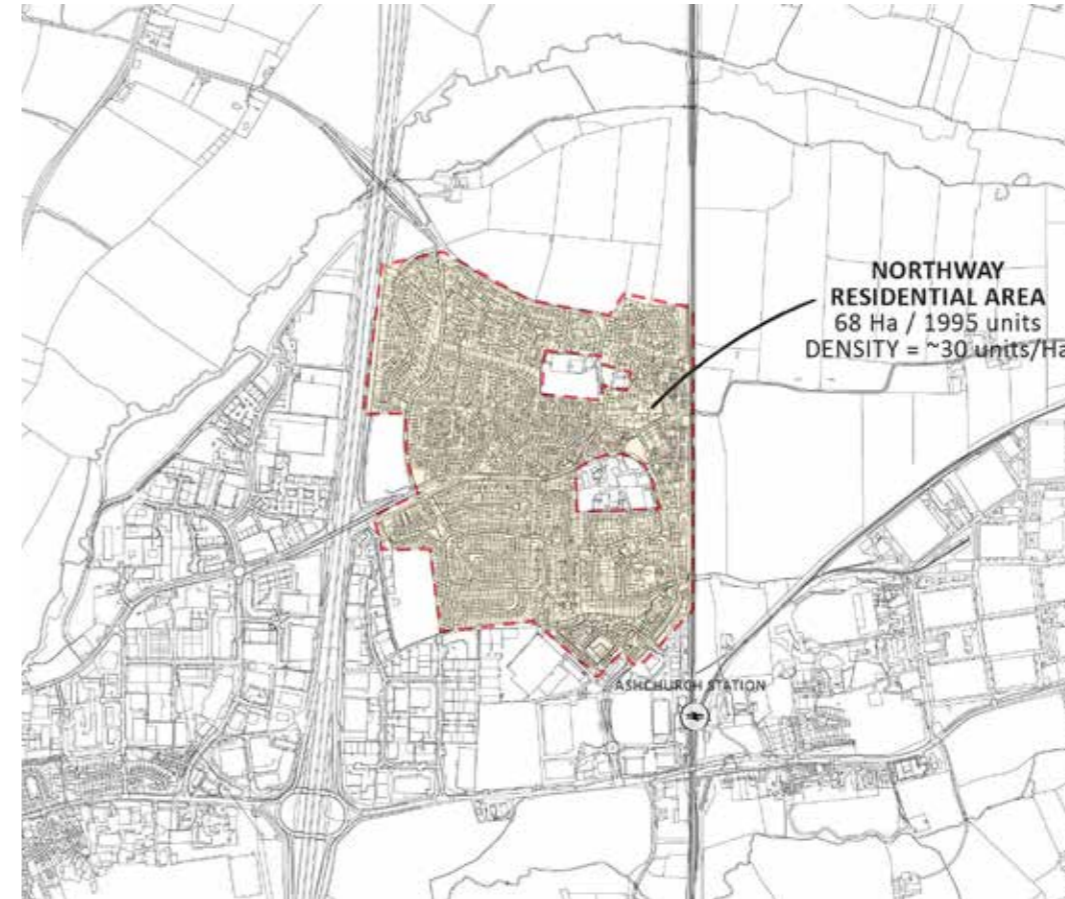 NORTHWAY
RESIDENTIAL AREA
68 Ha / 1995 units
DENSITY = ~30 units/Ha
ASHCHURCH STATION